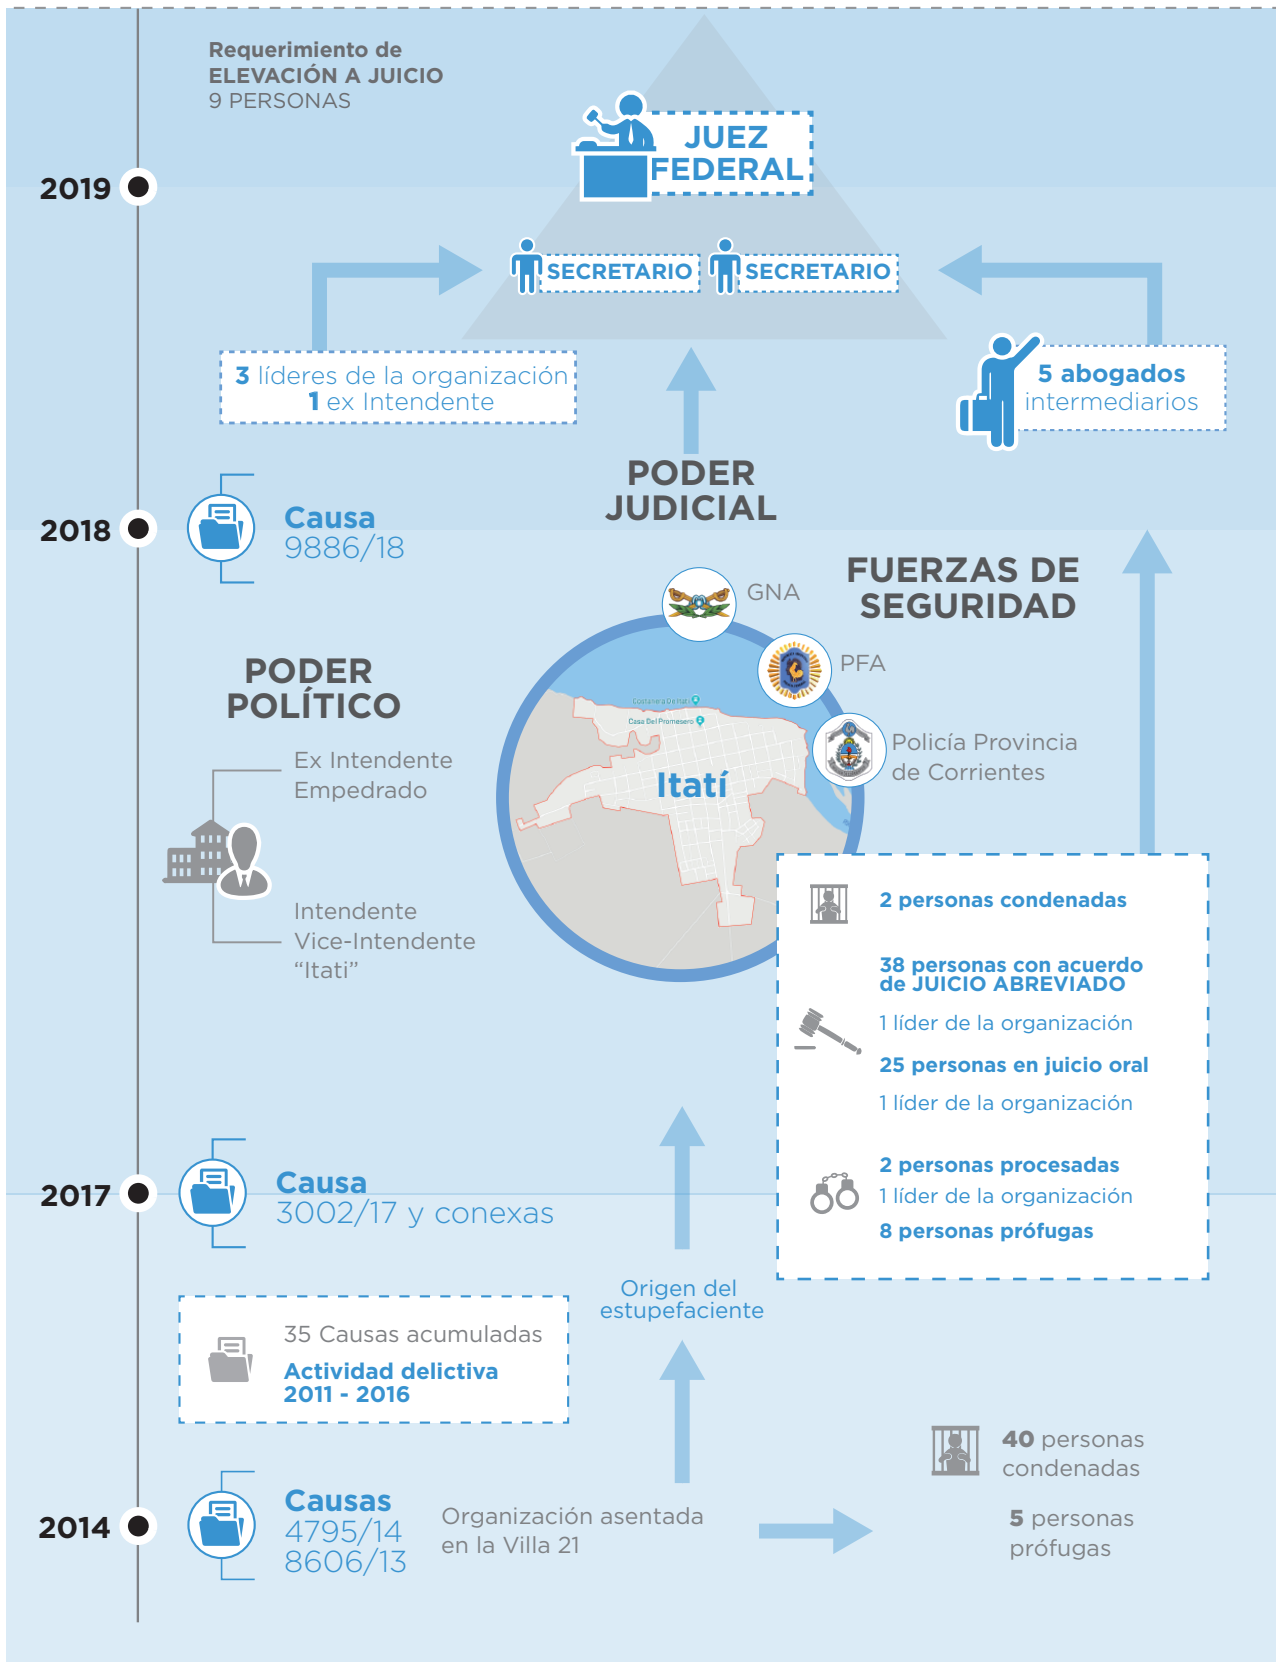 Requerimiento de
ELEVACIÓN A JUICIO
9 PERSONAS
JUEZ
FEDERAL
2019
SECRETARIO
SECRETARIO
3 líderes de la organización
1 ex Intendente
5 abogados
intermediarios
PODER
JUDICIAL
2018
Causa
9886/18
FUERZAS DE
SEGURIDAD
GNA
PFA
Policía Provincia
de Corrientes
PODER
POLÍTICO
Ex Intendente
Empedrado
Intendente
Vice-Intendente
“Itati”
Costanera De Itatí
Casa Del Promesero
Itatí
2 personas condenadas
38 personas con acuerdo
de JUICIO ABREVIADO
1 líder de la organización
25 personas en juicio oral
1 líder de la organización
2 personas procesadas
1 líder de la organización
8 personas prófugas
2017
Causa
3002/17 y conexas
Origen del
estupefaciente
35 Causas acumuladas
Actividad delictiva
2011 - 2016
2014
Causas
4795/14
8606/13
Organización asentada
en la Villa 21
40 personas
condenadas
5 personas
prófugas